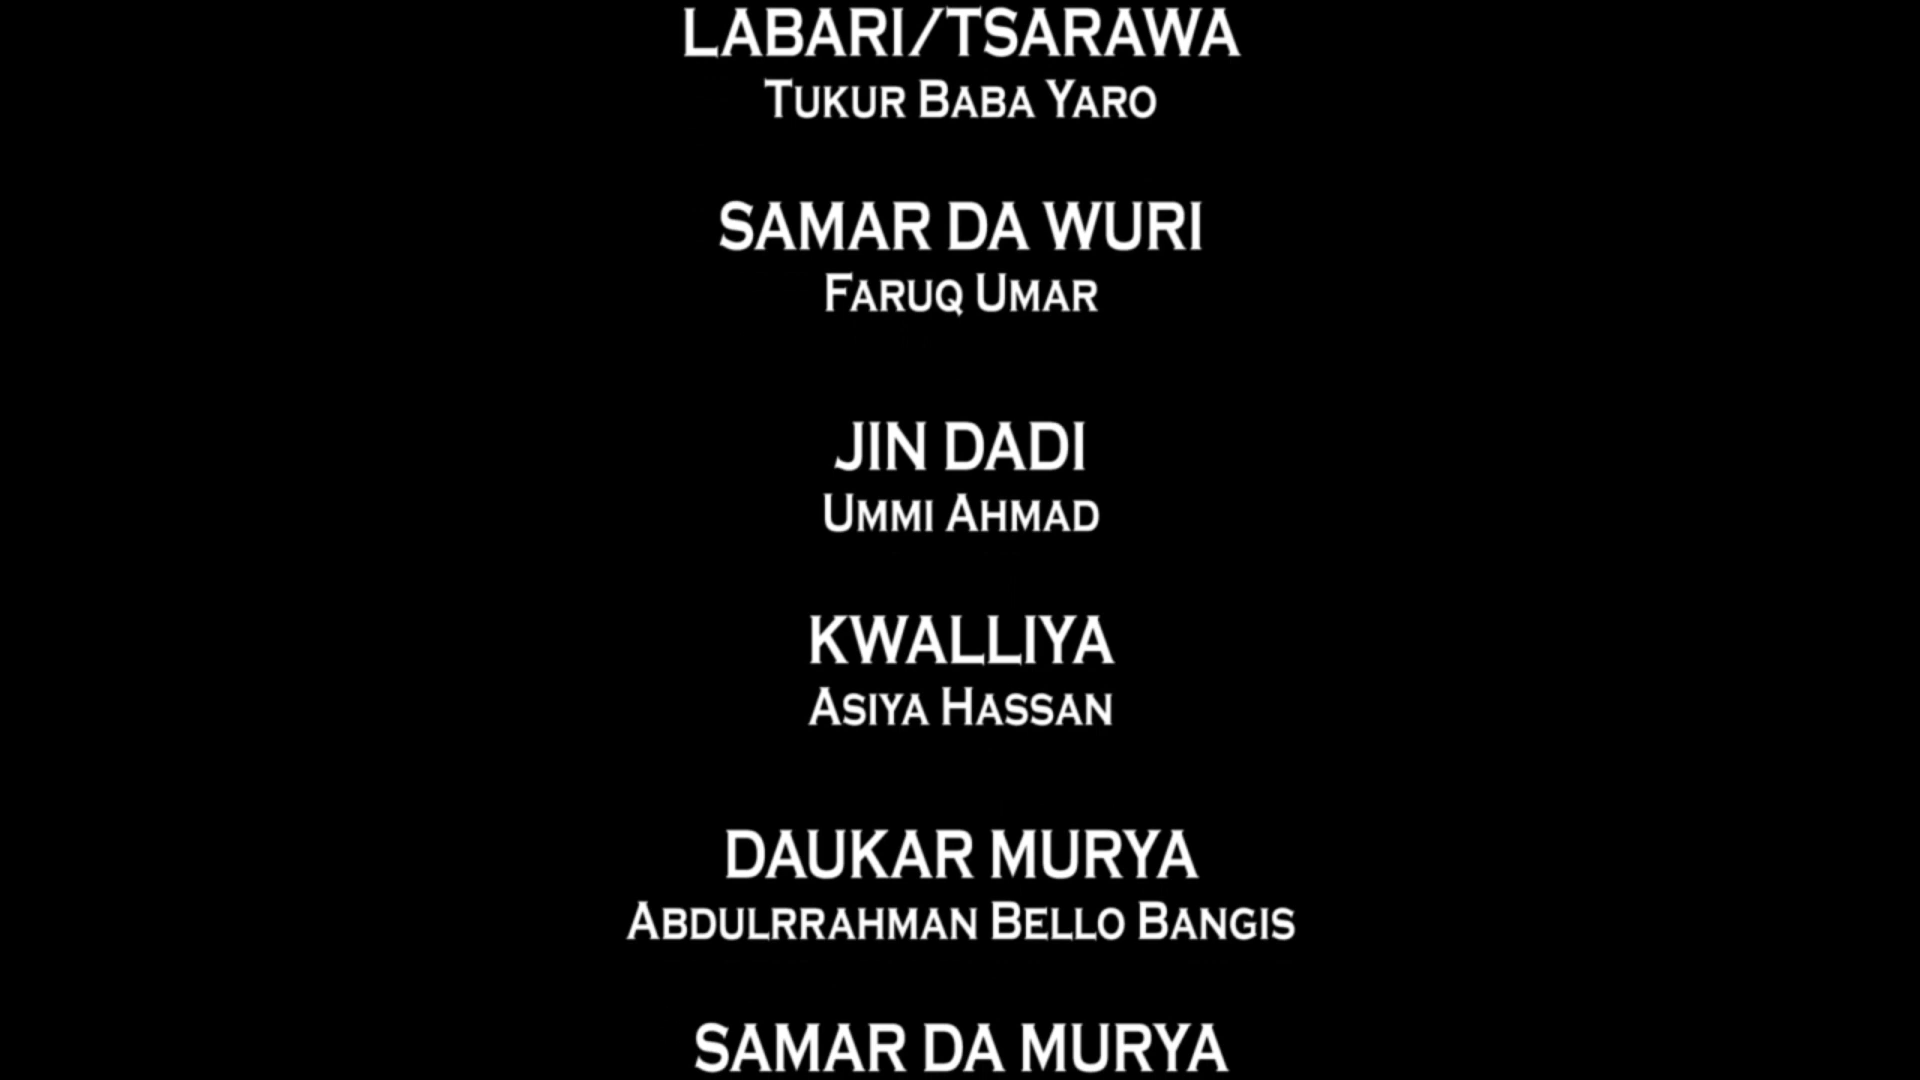 LABARI/TSARAWA
TUKUR BABA YARO
SAMAR DA WURI
FARUQ UMAR
JIN DADI
UMMI AHMAD
KWALLIYA
ASIYA HASSAN
DAUKAR MURYA
ABDULRRAHMAN BELLO BANGIS
SAMAR DA MURYA